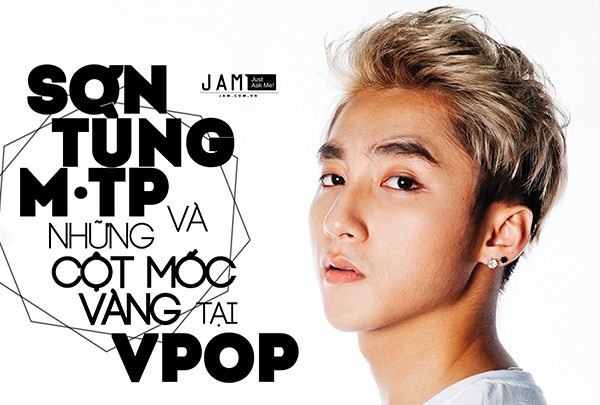 JAM Just Ask Me!
JAM.COM.VN
SƠN
TÙNG
M·TP
VÀ
NHỮNG
CỘT MỐC
VÀNG TẠI
VPOP